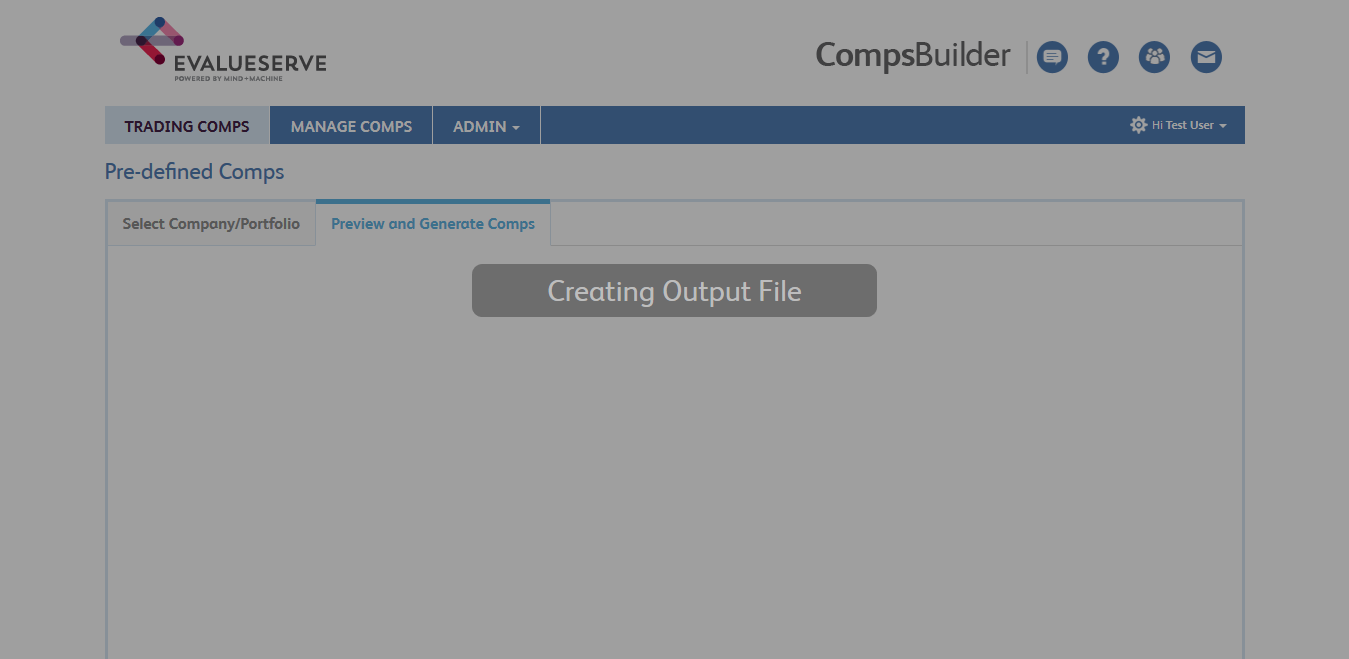 EVALUESERVE
POWERED BY MIND+MACHINE
CompsBuilder
?
TRADING COMPS
MANAGE COMPS
ADMIN
Hi Test User
Pre-defined Comps
Select Company/Portfolio
Preview and Generate Comps
Creating Output File